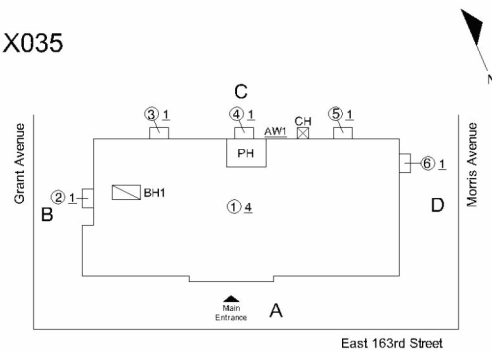 X035
N
C
③ 1
④ 1
⑤ 1
AW1
CH
PH
⑥ 1
Grant Avenue
Morris Avenue
② 1
BH1
① 4
B
D
Main
Entrance
A
East 163rd Street